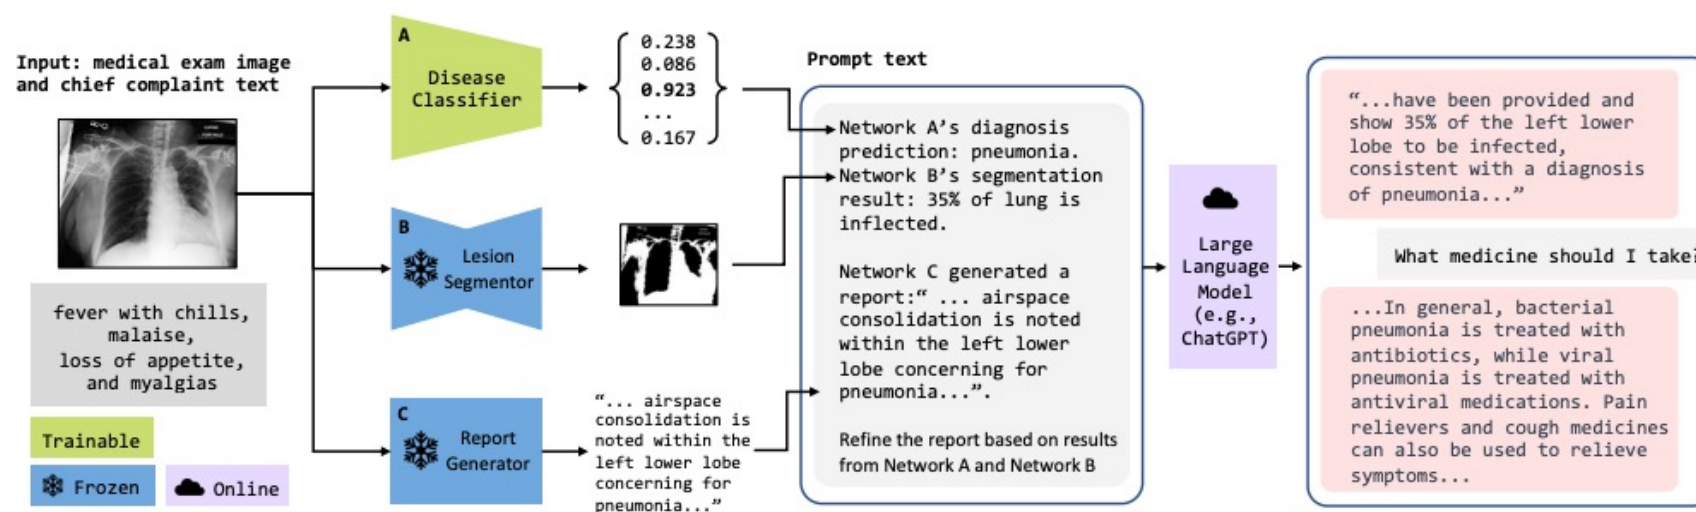 Input: medical exam image
and chief complaint text
fever with chills,
malaise,
loss of appetite,
and myalgias
Trainable
Frozen
Online
A
Disease
Classifier
B
Lesion
Segmentor
C
Report
Generator
0.238
0.086
0.923
...
0.167
“... airspace
consolidation is
noted within the
left lower lobe
concerning for
pneumonia...”
Prompt text
Network A’s diagnosis
prediction: pneumonia.
Network B’s segmentation
result: 35% of lung is
inflected.
Network C generated a
report:“ ... airspace
consolidation is noted
within the left lower
lobe concerning for
pneumonia...”.
Refine the report based on results
from Network A and Network B
Large
Language
Model
(e.g.,
ChatGPT)
“...have been provided and
show 35% of the left lower
lobe to be infected,
consistent with a diagnosis
of pneumonia...”
What medicine should I take?
...In general, bacterial
pneumonia is treated with
antibiotics, while viral
pneumonia is treated with
antiviral medications. Pain
relievers and cough medicines
can also be used to relieve
symptoms...